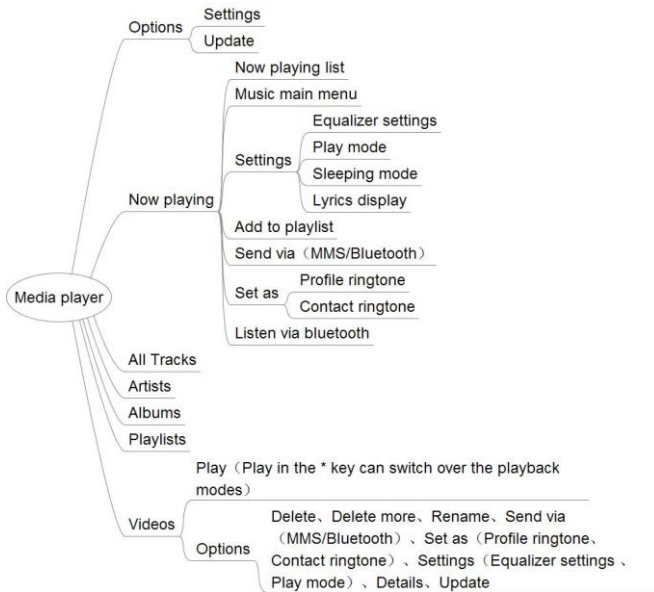 Settings
Options
Update
Now playing list
Music main menu
Equalizer settings
Play mode
Settings
Sleeping mode
Lyrics display
Now playing
Add to playlist
Send via（MMS/Bluetooth）
Profile ringtone
Set as
Contact ringtone
Media player
Listen via bluetooth
All Tracks
Artists
Albums
Playlists
Play（Play in the * key can switch over the playback
modes）
Videos
Delete、Delete more、Rename、Send via
（MMS/Bluetooth）、Set as（Profile ringtone、
Options
Contact ringtone）、Settings（Equalizer settings 、
Play mode）、Details、Update